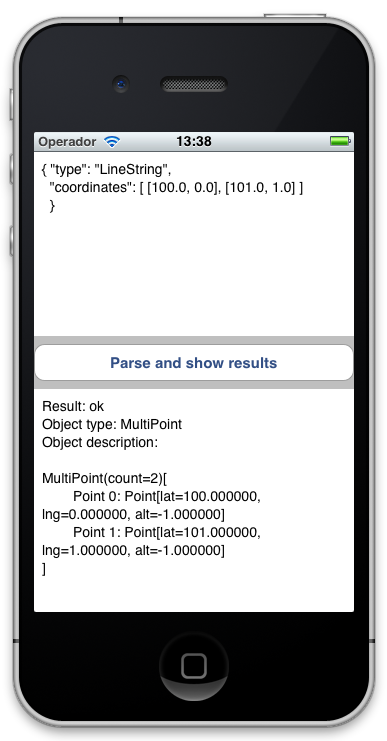 Operador 13:38
{ "type": "LineString",
"coordinates": [ [100.0, 0.0], [101.0, 1.0] ]
}
Parse and show results
Result: ok
Object type: MultiPoint
Object description:
MultiPoint(count=2)[
Point 0: Point[lat=100.000000,
lng=0.000000, alt=-1.000000]
Point 1: Point[lat=101.000000,
lng=1.000000, alt=-1.000000]
]